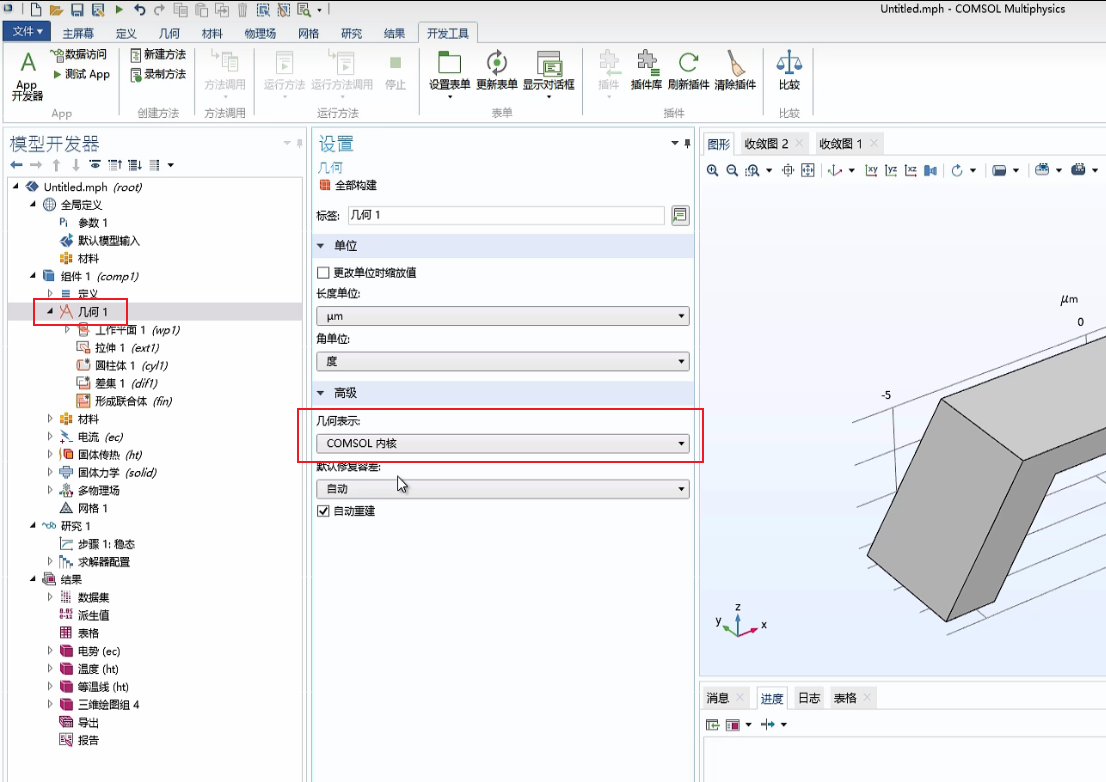 Untitled.mph - COMSOL Multiphysics
文件 主屏幕 定义 几何 材料 物理场 网格 研究 结果 开发工具
App
开发器
数据访问
测试 App
App
新建方法
录制方法
创建方法
方法调用
方法调用
运行方法
运行方法调用
停止
运行方法
设置表单
更新表单
显示对话框
表单
插件
插件库
刷新插件
清除插件
插件
比较
比较
模型开发器
Untitled.mph (root)
全局定义
Pi 参数 1
默认模型输入
材料
组件 1 (comp1)
定义
几何 1
工作平面 1 (wp1)
拉伸 1 (ext1)
圆柱体 1 (cyl1)
差集 1 (dif1)
形成联合体 (fin)
材料
电流 (ec)
固体传热 (ht)
固体力学 (solid)
多物理场
网格 1
研究 1
步骤 1: 稳态
求解器配置
结果
数据集
派生值
表格
电势 (ec)
温度 (ht)
等温线 (ht)
三维绘图组 4
导出
报告
设置
几何
全部构建
标签: 几何 1
单位
更改单位时缩放值
长度单位:
μm
角单位:
度
高级
几何表示:
COMSOL 内核
默认修复容差:
自动
自动重建
图形 收敛图 2 收敛图 1
xy yz xz
μm
0
-5
z
y
x
消息 进度 日志 表格